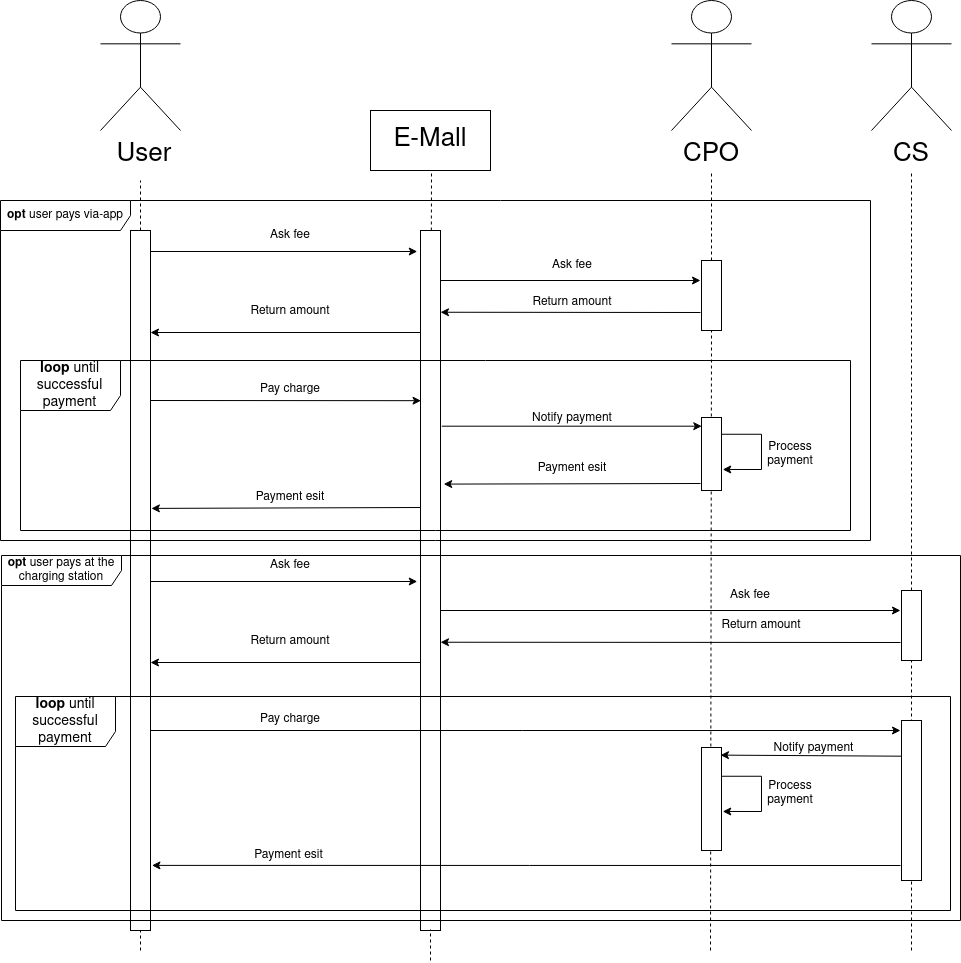 User
E-Mall
CPO
CS
opt user pays via-app
Ask fee
Ask fee
Return amount
Return amount
loop until
successful
payment
Pay charge
Notify payment
Process
payment
Payment esit
Payment esit
opt user pays at the
charging station
Ask fee
Ask fee
Return amount
Return amount
loop until
successful
payment
Pay charge
Notify payment
Process
payment
Payment esit